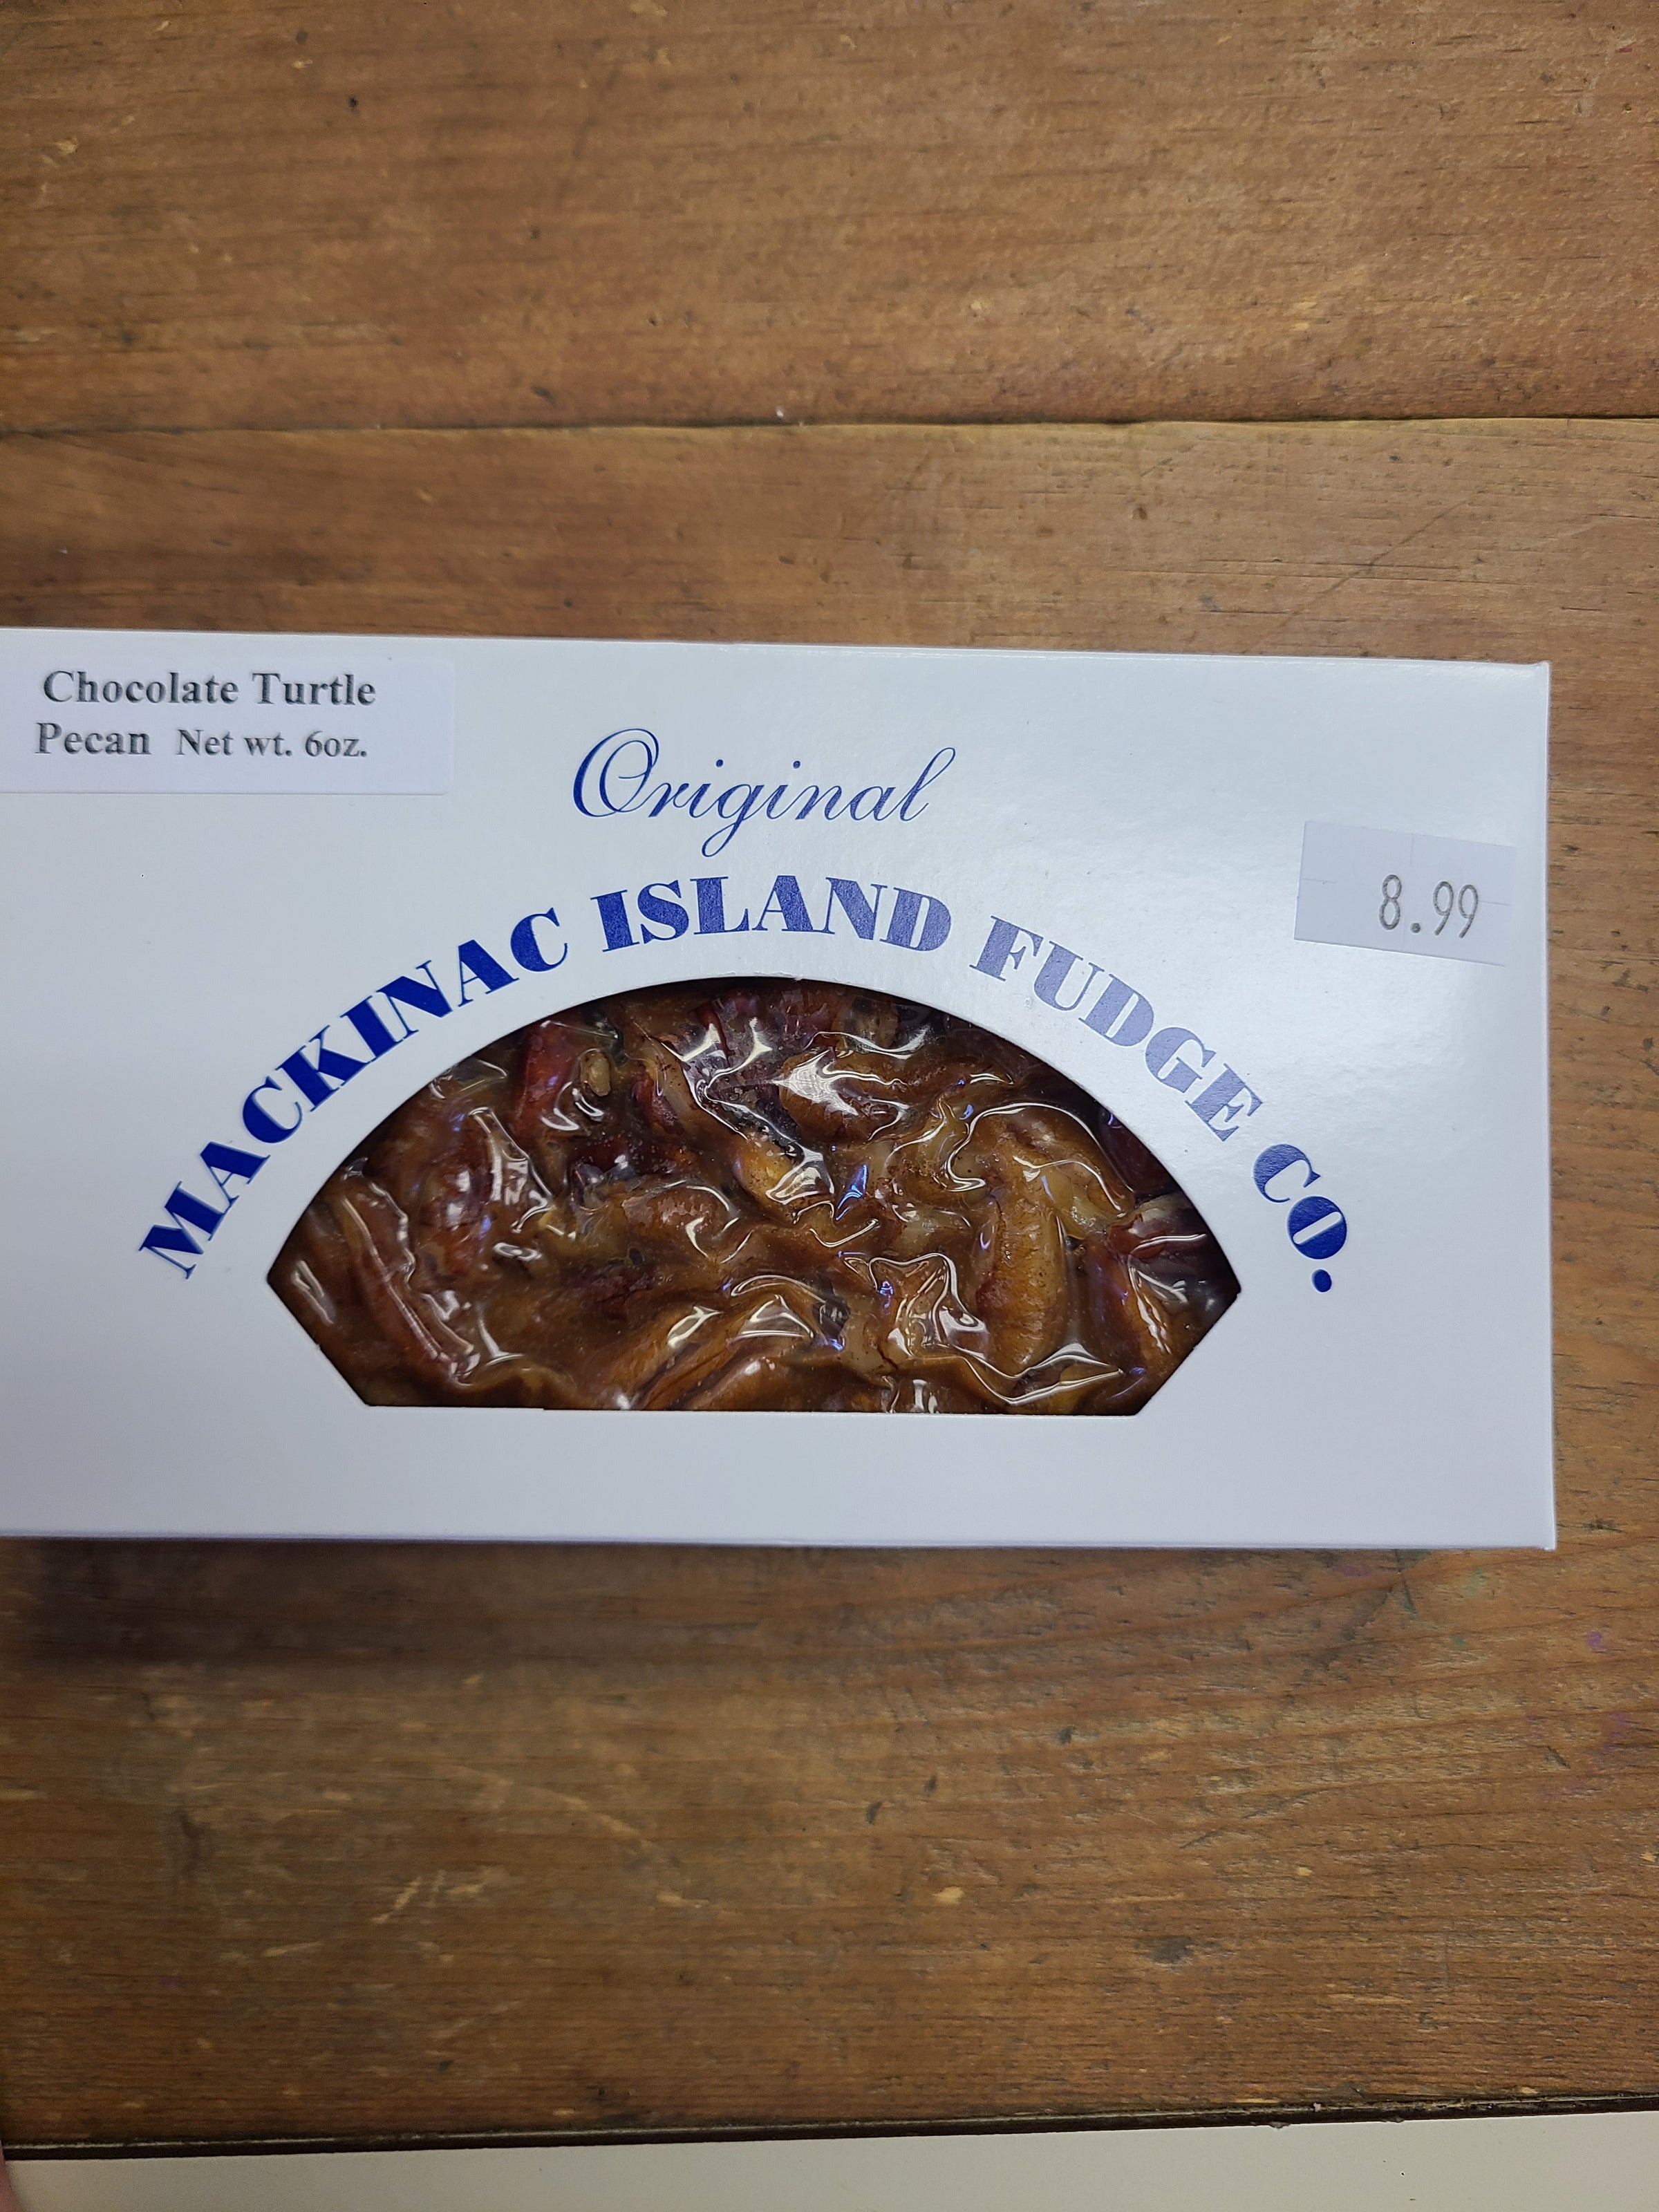 Chocolate Turtle
Pecan Net wt. 6oz.
Original
MACKINAC ISLAND FUDGE CO.
8.99